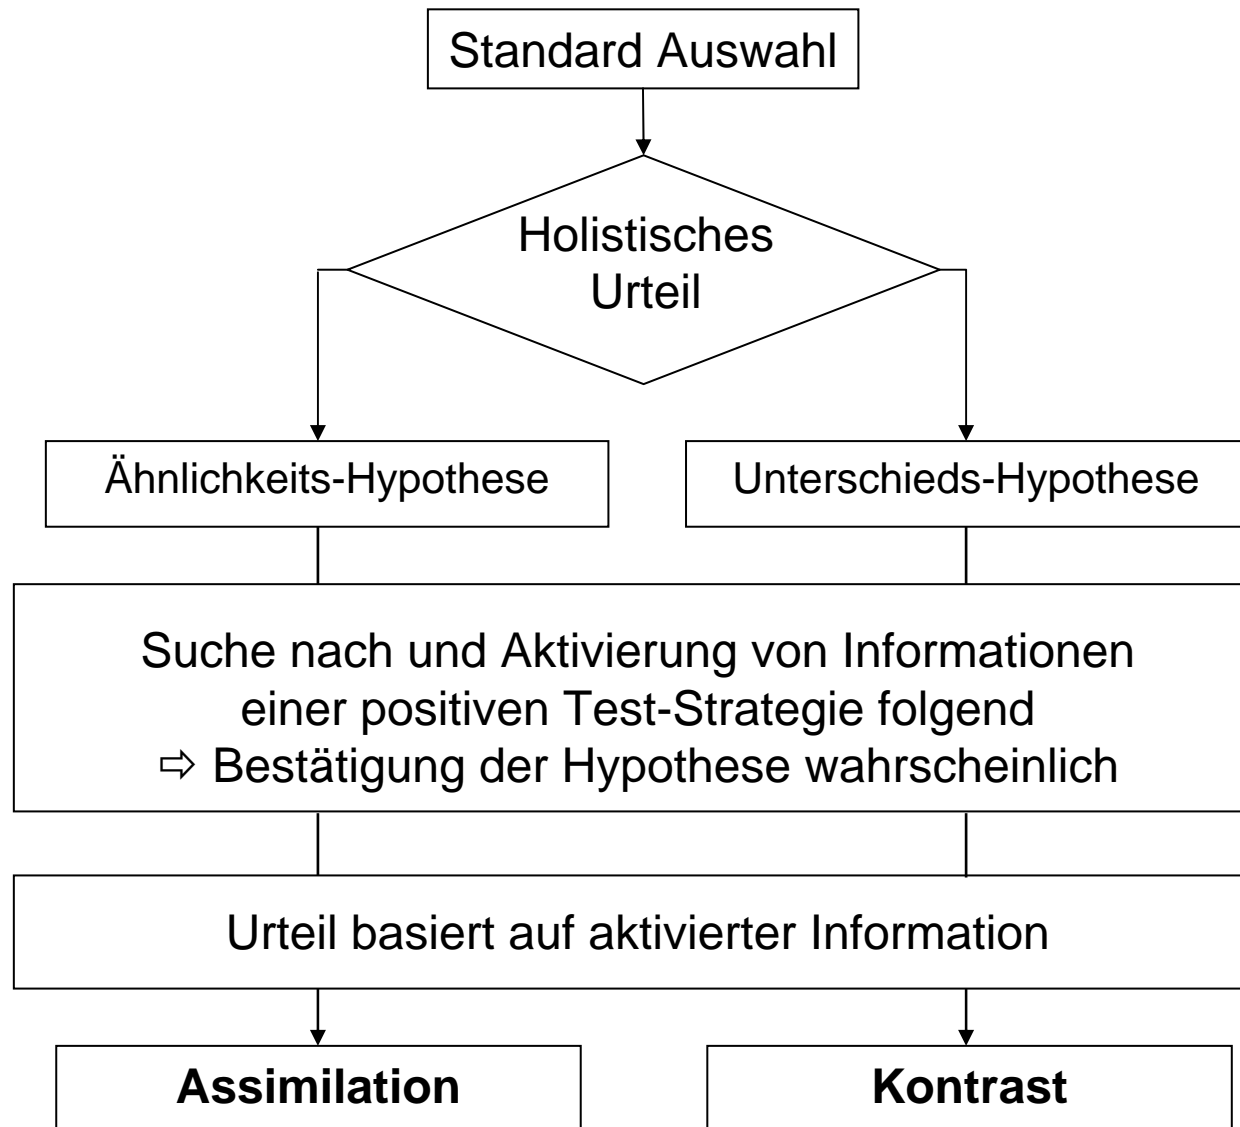 Standard Auswahl
Holistisches
Urteil
Ähnlichkeits-Hypothese
Unterschieds-Hypothese
Suche nach und Aktivierung von Informationen
einer positiven Test-Strategie folgend
⇨ Bestätigung der Hypothese wahrscheinlich
Urteil basiert auf aktivierter Information
Assimilation
Kontrast